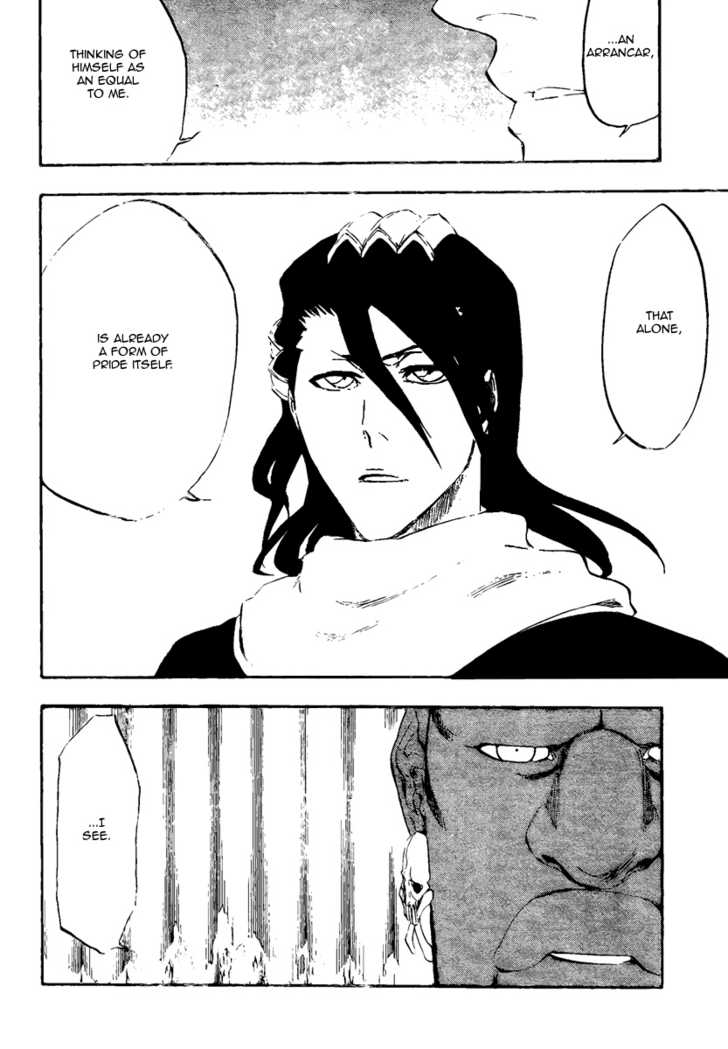 ...AN
ARRANCAR,
THINKING OF
HIMSELF AS
AN EQUAL
TO ME.
THAT
ALONE,
IS ALREADY
A FORM OF
PRIDE ITSELF.
...I
SEE.